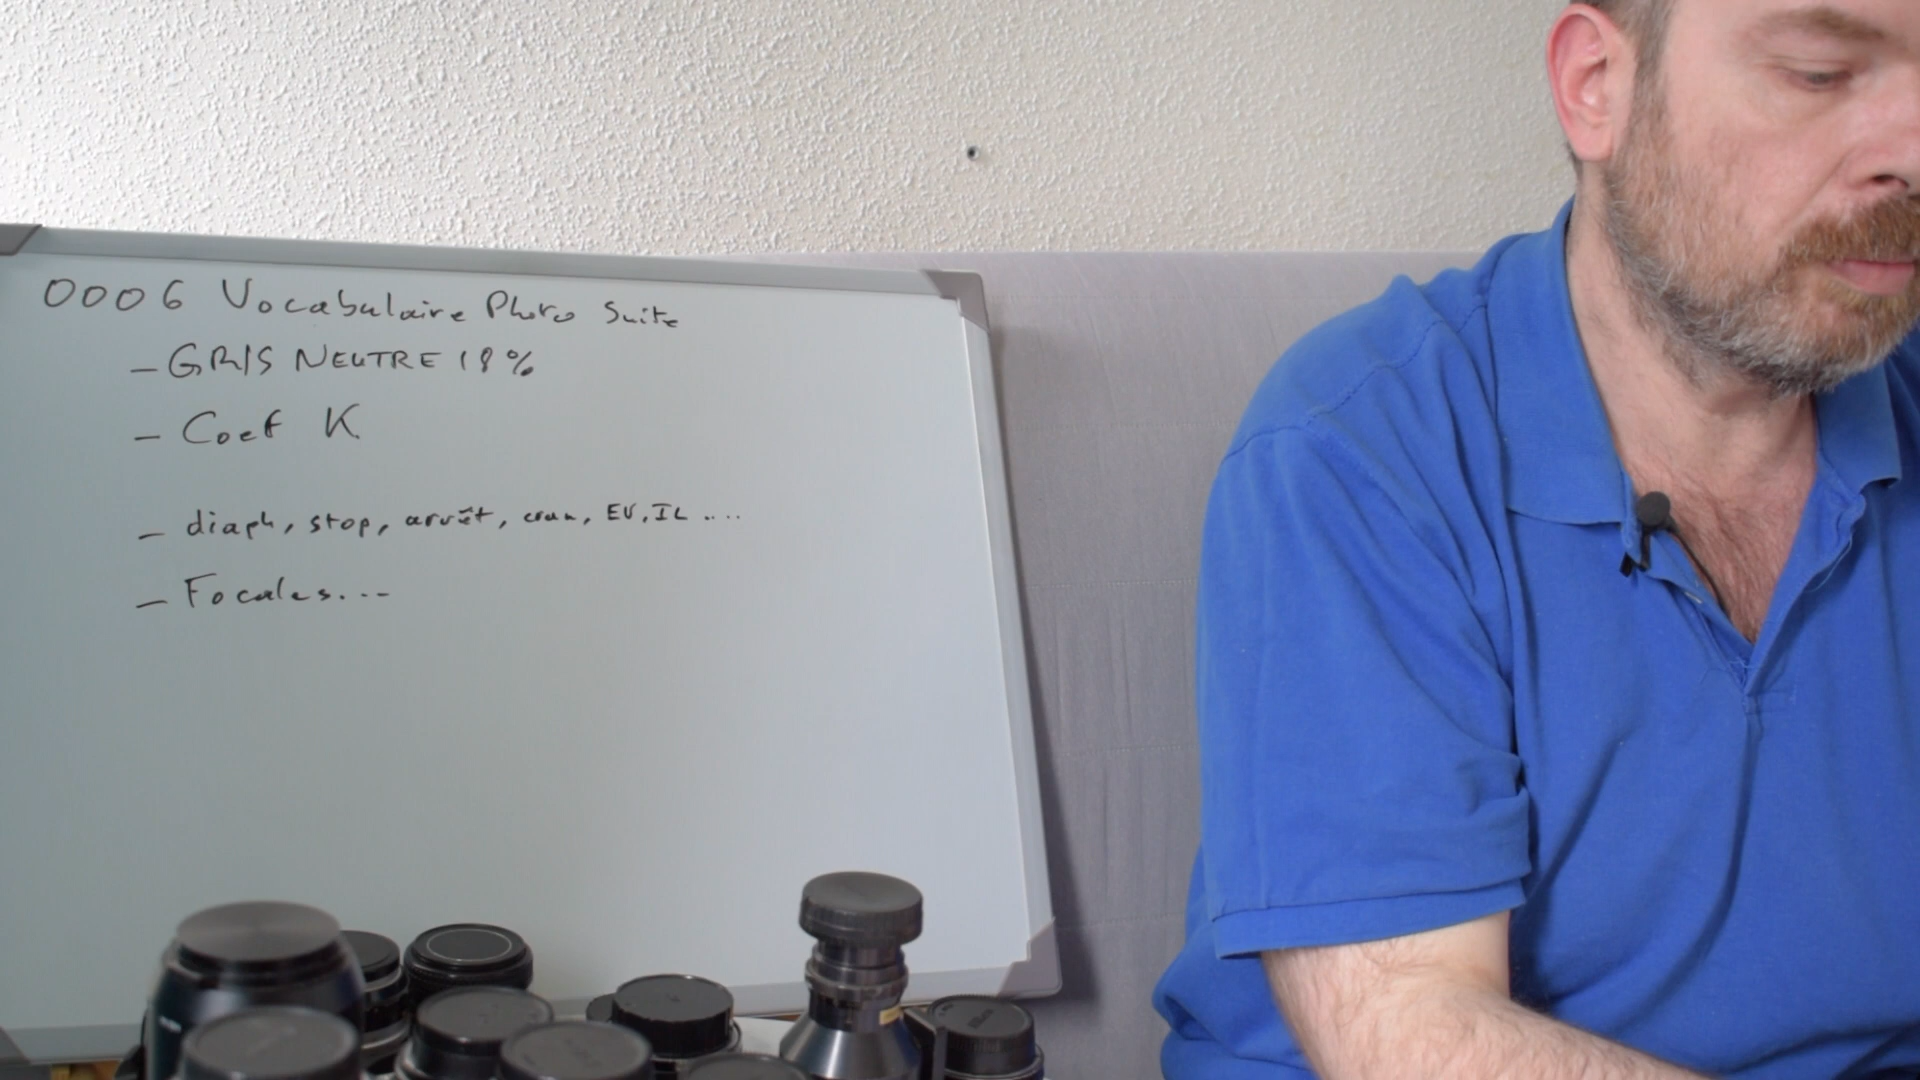 0006 Vocabulaire Photo Suite
- GRIS NEUTRE 18%
- Coef K
- diaph, stop, arrêt, cran, EV, IL ....
- Focales...